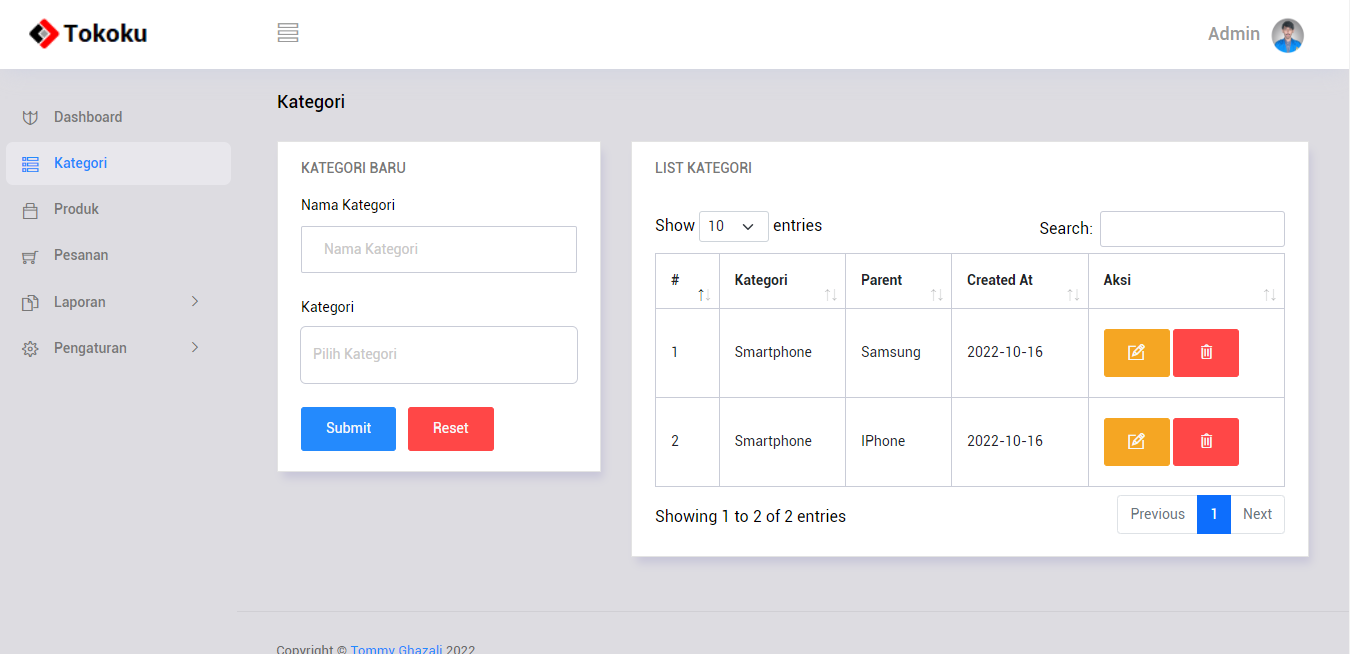 Tokoku
Admin
Dashboard
Kategori
Produk
Pesanan
Laporan
Pengaturan
Kategori
KATEGORI BARU
Nama Kategori
Nama Kategori
Kategori
Pilih Kategori
Submit Reset
LIST KATEGORI
Show 10 entries Search:
# Kategori Parent Created At Aksi
1 Smartphone Samsung 2022-10-16
2 Smartphone IPhone 2022-10-16
Showing 1 to 2 of 2 entries
Previous 1 Next
Copyright © Tommy Ghazali 2022